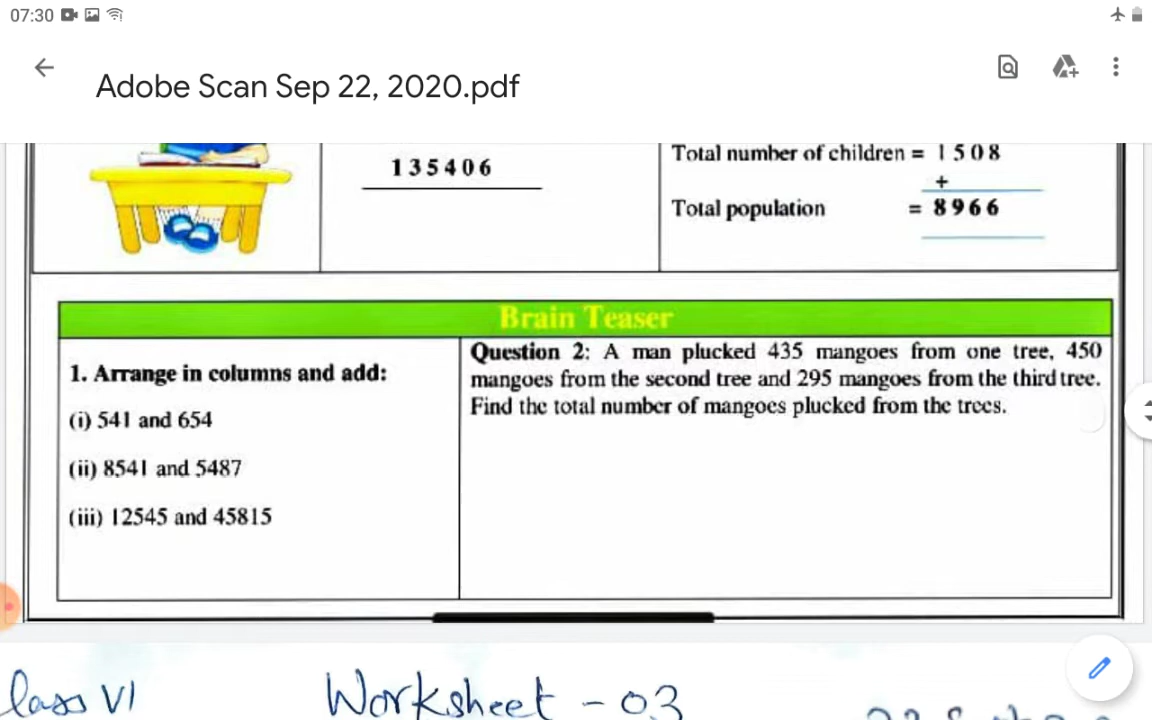 07:30
Adobe Scan Sep 22, 2020.pdf
135406
Total number of children = 1508
+
Total population = 8966
Brain Teaser
1. Arrange in columns and add:
(i) 541 and 654
(ii) 8541 and 5487
(iii) 12545 and 45815
Question 2: A man plucked 435 mangoes from one tree, 450
mangoes from the second tree and 295 mangoes from the third tree.
Find the total number of mangoes plucked from the trees.
lass VI Worksheet - 03